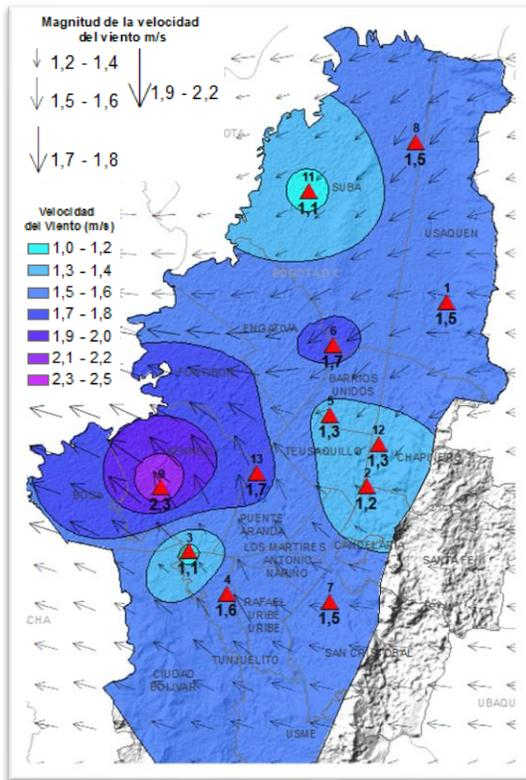 Magnitud de la velocidad
del viento m/s
1,2 - 1,4
1,5 - 1,6
1,9 - 2,2
1,7 - 1,8
Velocidad
del Viento (m/s)
1,0 - 1,2
1,3 - 1,4
1,5 - 1,6
1,7 - 1,8
1,9 - 2,0
2,1 - 2,2
2,3 - 2,5
OTA
8
1,5
11
SUBA
1,1
USAQUEN
BOGOTA D.C
1
1,5
ENGATIVA
6
1,7
FONTIBON
BARRIOS
UNIDOS
5
1,3
12
1,3
TEUSAQUILLO
CHAPINERO
KENNEDY
13
1,7
9
2,3
2
1,2
BOSA
PUENTE
ARANDA
LOS MARTIRES
ANTONIO
NARIÑO
CANDELARIA
SANTA FE
3
1,1
4
1,6
7
1,5
RAFAEL
URIBE
URIBE
CHA
SAN CRISTOBAL
TUNJUELITO
CIUDAD
BOLIVAR
UBAQU
USME